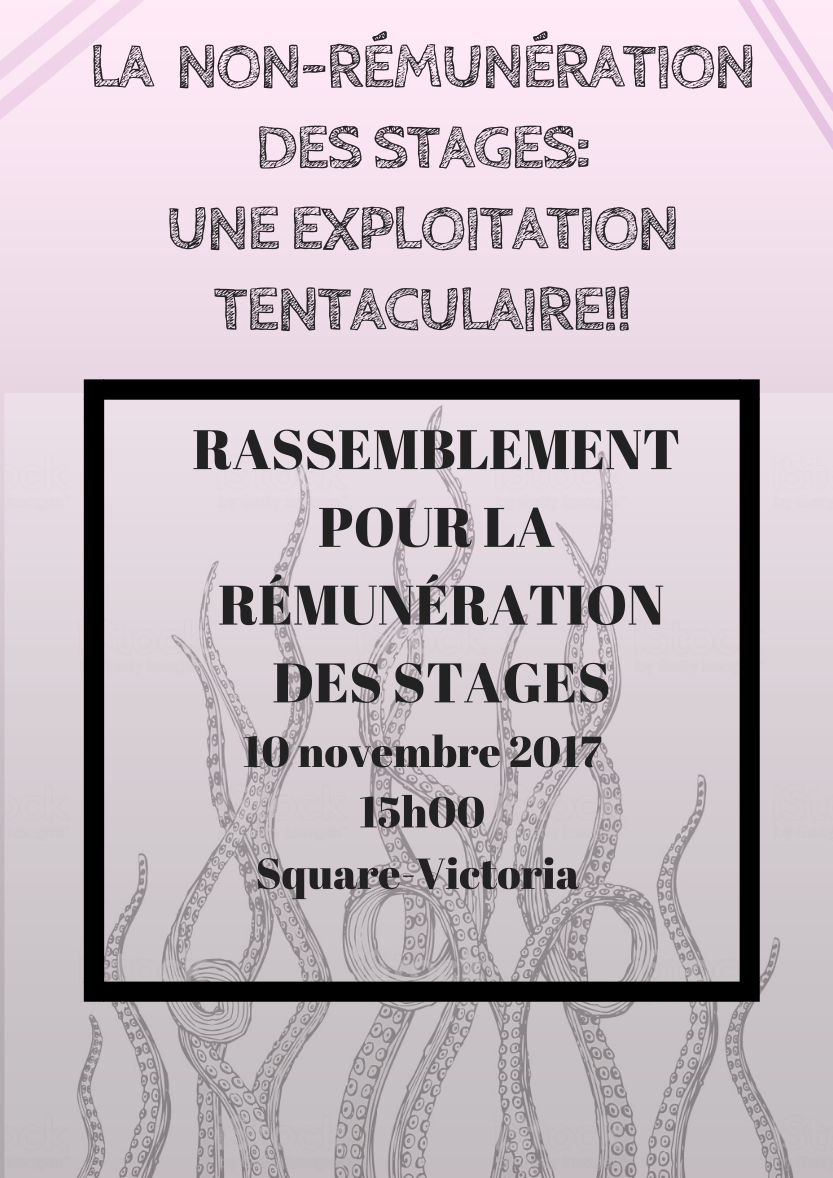 LA NON-RÉMUNÉRATION
DES STAGES:
UNE EXPLOITATION
TENTACULAIRE!!
RASSEMBLEMENT
POUR LA
RÉMUNÉRATION
DES STAGES
10 novembre 2017
15h00
Square-Victoria